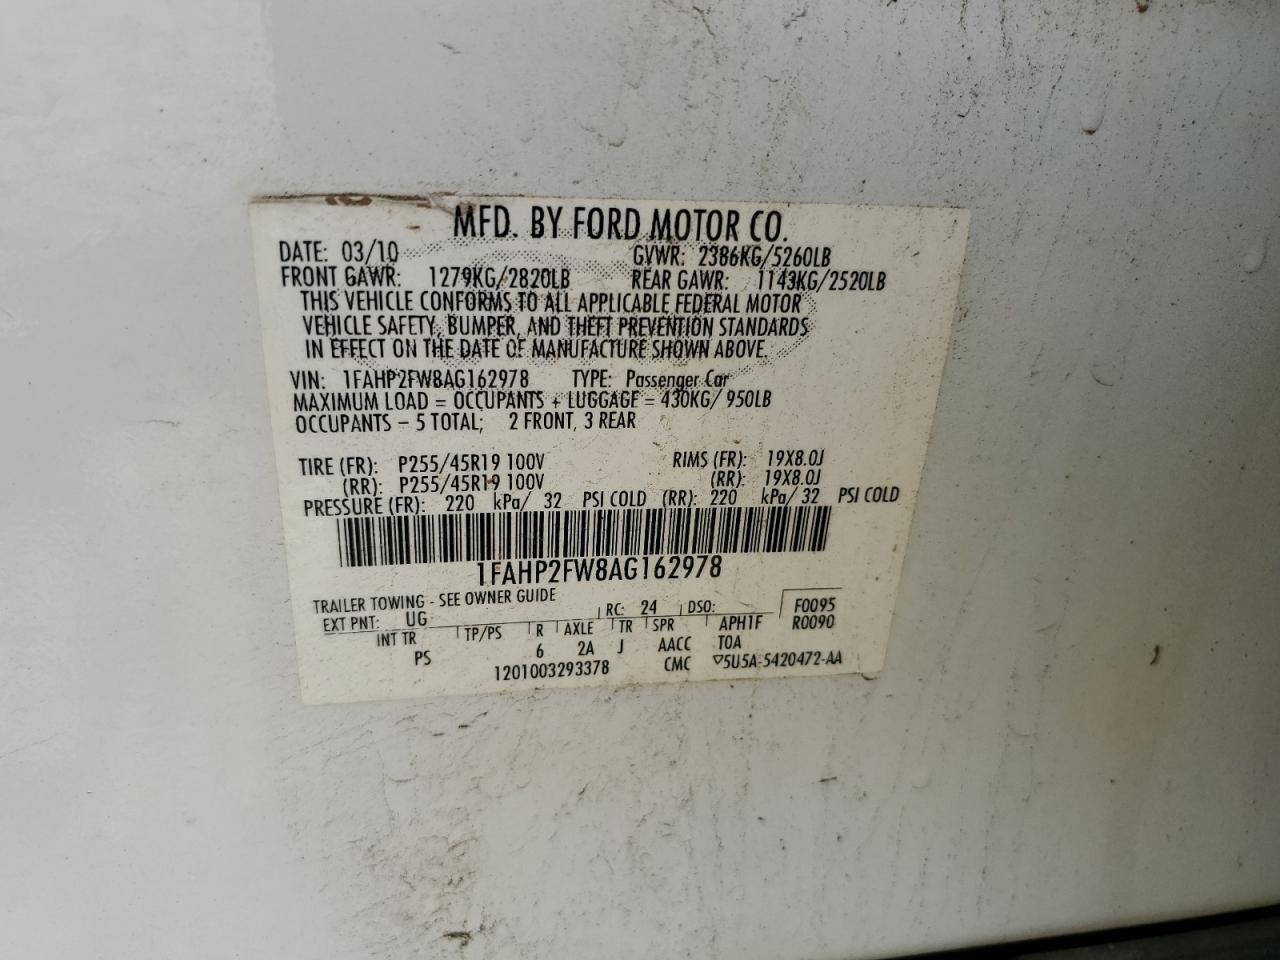 MFD. BY FORD MOTOR CO.
DATE: 03/10 GVWR: 2386KG/5260LB
FRONT GAWR: 1279KG/2820LB REAR GAWR: 1143KG/2520LB
THIS VEHICLE CONFORMS TO ALL APPLICABLE FEDERAL MOTOR
VEHICLE SAFETY, BUMPER, AND THEFT PREVENTION STANDARDS
IN EFFECT ON THE DATE OF MANUFACTURE SHOWN ABOVE.
VIN: 1FAHP2FW8AG162978 TYPE: Passenger Car
MAXIMUM LOAD = OCCUPANTS + LUGGAGE = 430KG/ 950LB
OCCUPANTS - 5 TOTAL; 2 FRONT, 3 REAR
TIRE (FR): P255/45R19 100V RIMS (FR): 19X8.0J
(RR): P255/45R19 100V (RR): 19X8.0J
PRESSURE (FR): 220 kPa/ 32 PSI COLD (RR): 220 kPa/ 32 PSI COLD
1FAHP2FW8AG162978
TRAILER TOWING - SEE OWNER GUIDE
EXT PNT: UG RC: 24 DSO: F0095
R0090
INT TR TP/PS R AXLE TR SPR APH1F
PS 6 2A J AACC TOA
1201003293378 CMC ▽5U5A-5420472-AA